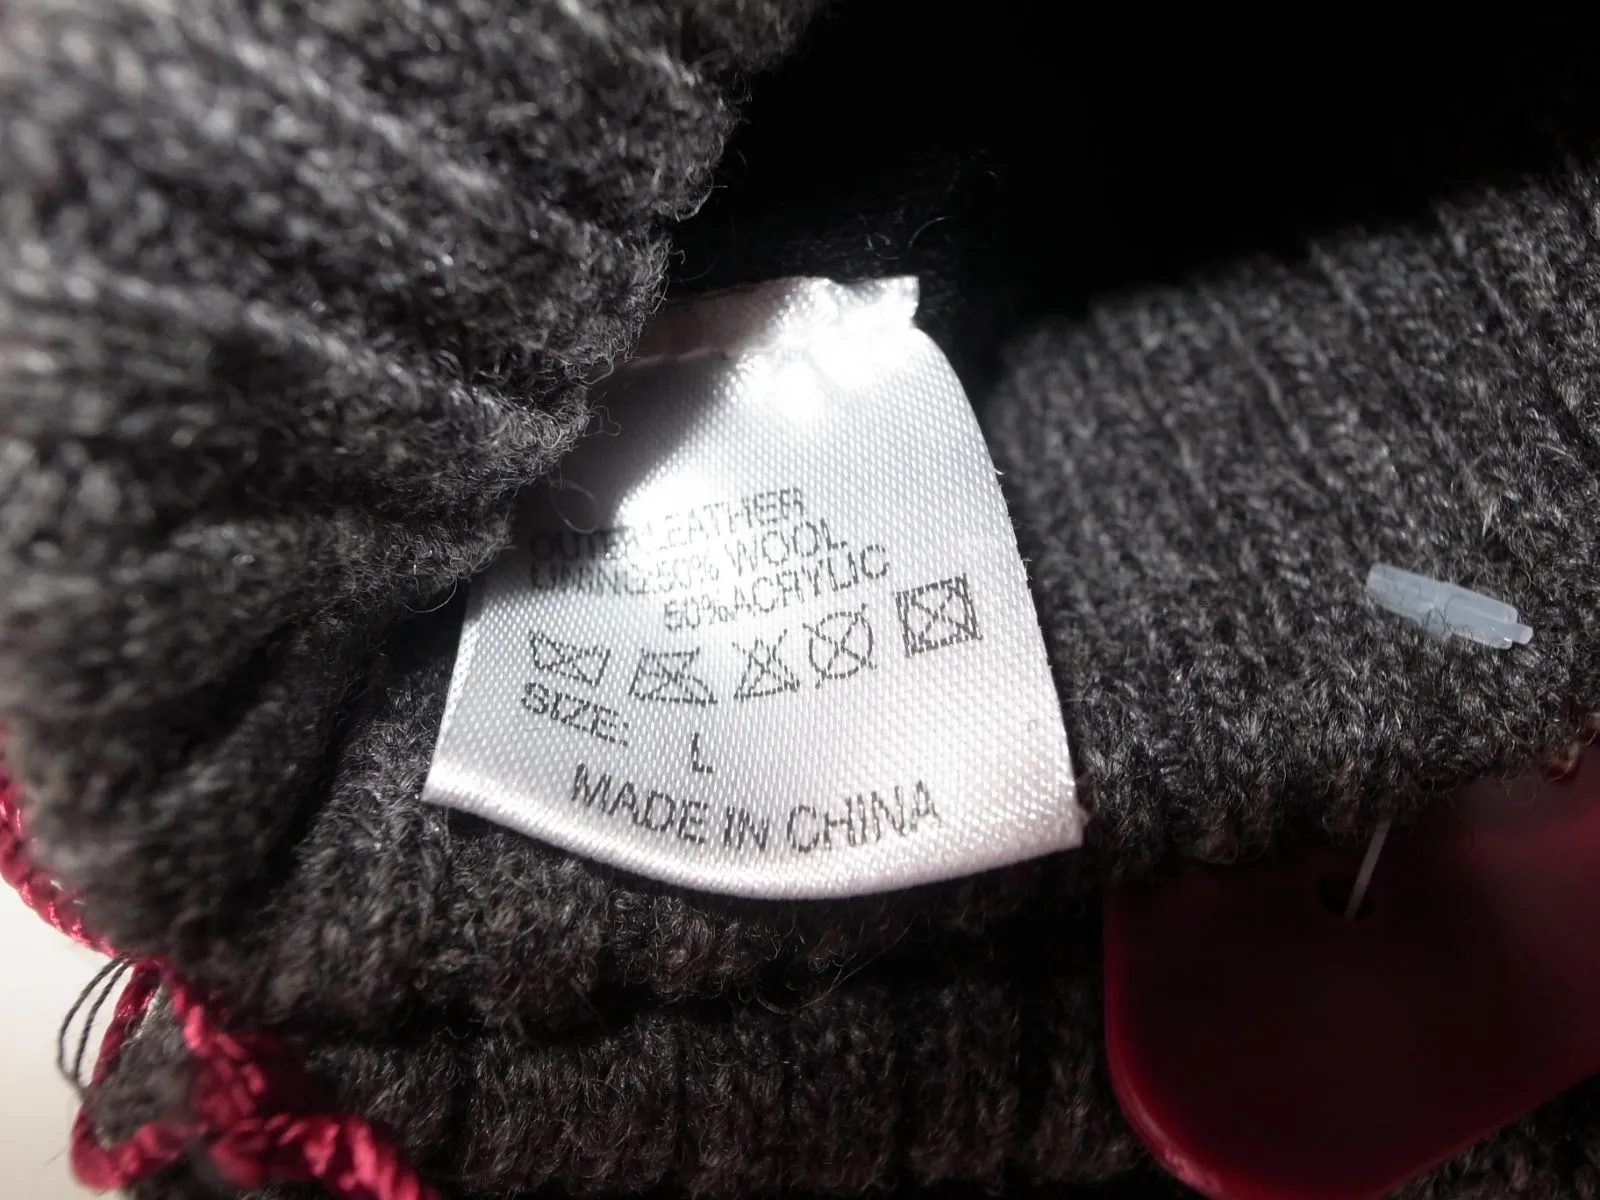 OUTER:LEATHER
LINING:50% WOOL
50%ACRYLIC
SIZE:
L
MADE IN CHINA